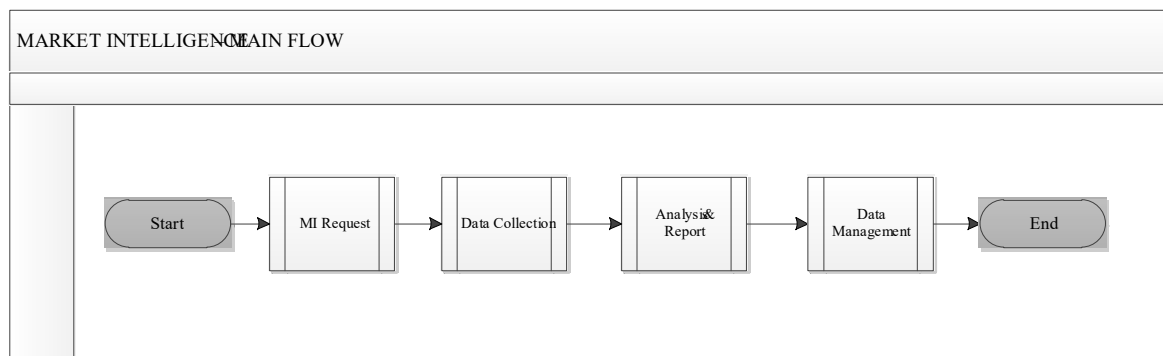 MARKET INTELLIGENCE – MAIN FLOW
Start
MI Request
Data Collection
Analysis&
Report
Data
Management
End